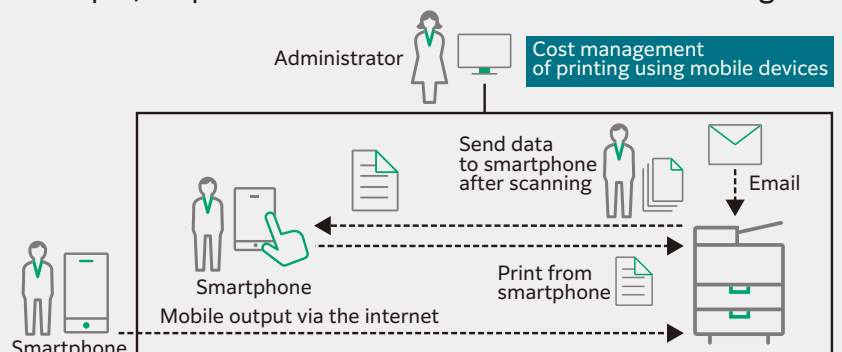 Administrator
Cost management
of printing using mobile devices
Send data
to smartphone
after scanning
Email
Smartphone
Print from
smartphone
Mobile output via the internet
Smartphone